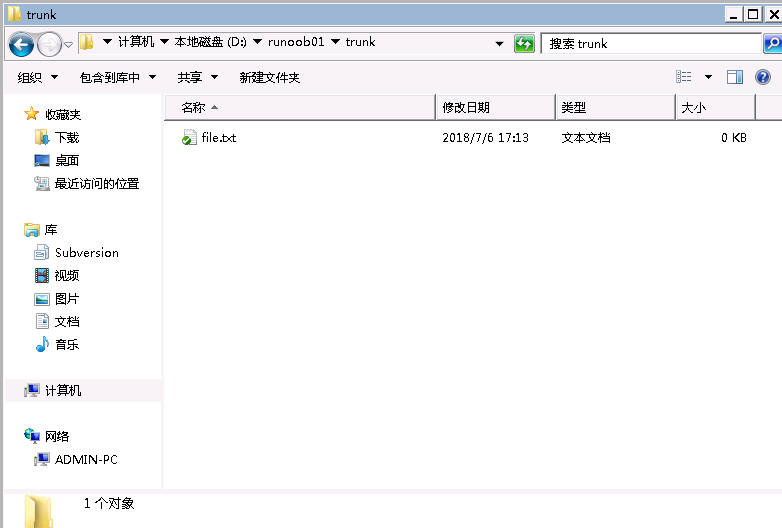 trunk
计算机 本地磁盘 (D:) runoob01 trunk 搜索 trunk
组织 包含到库中 共享 新建文件夹
名称 修改日期 类型 大小
收藏夹
下载
桌面
最近访问的位置
库
Subversion
视频
图片
文档
音乐
计算机
网络
ADMIN-PC
file.txt 2018/7/6 17:13 文本文档 0 KB
1 个对象